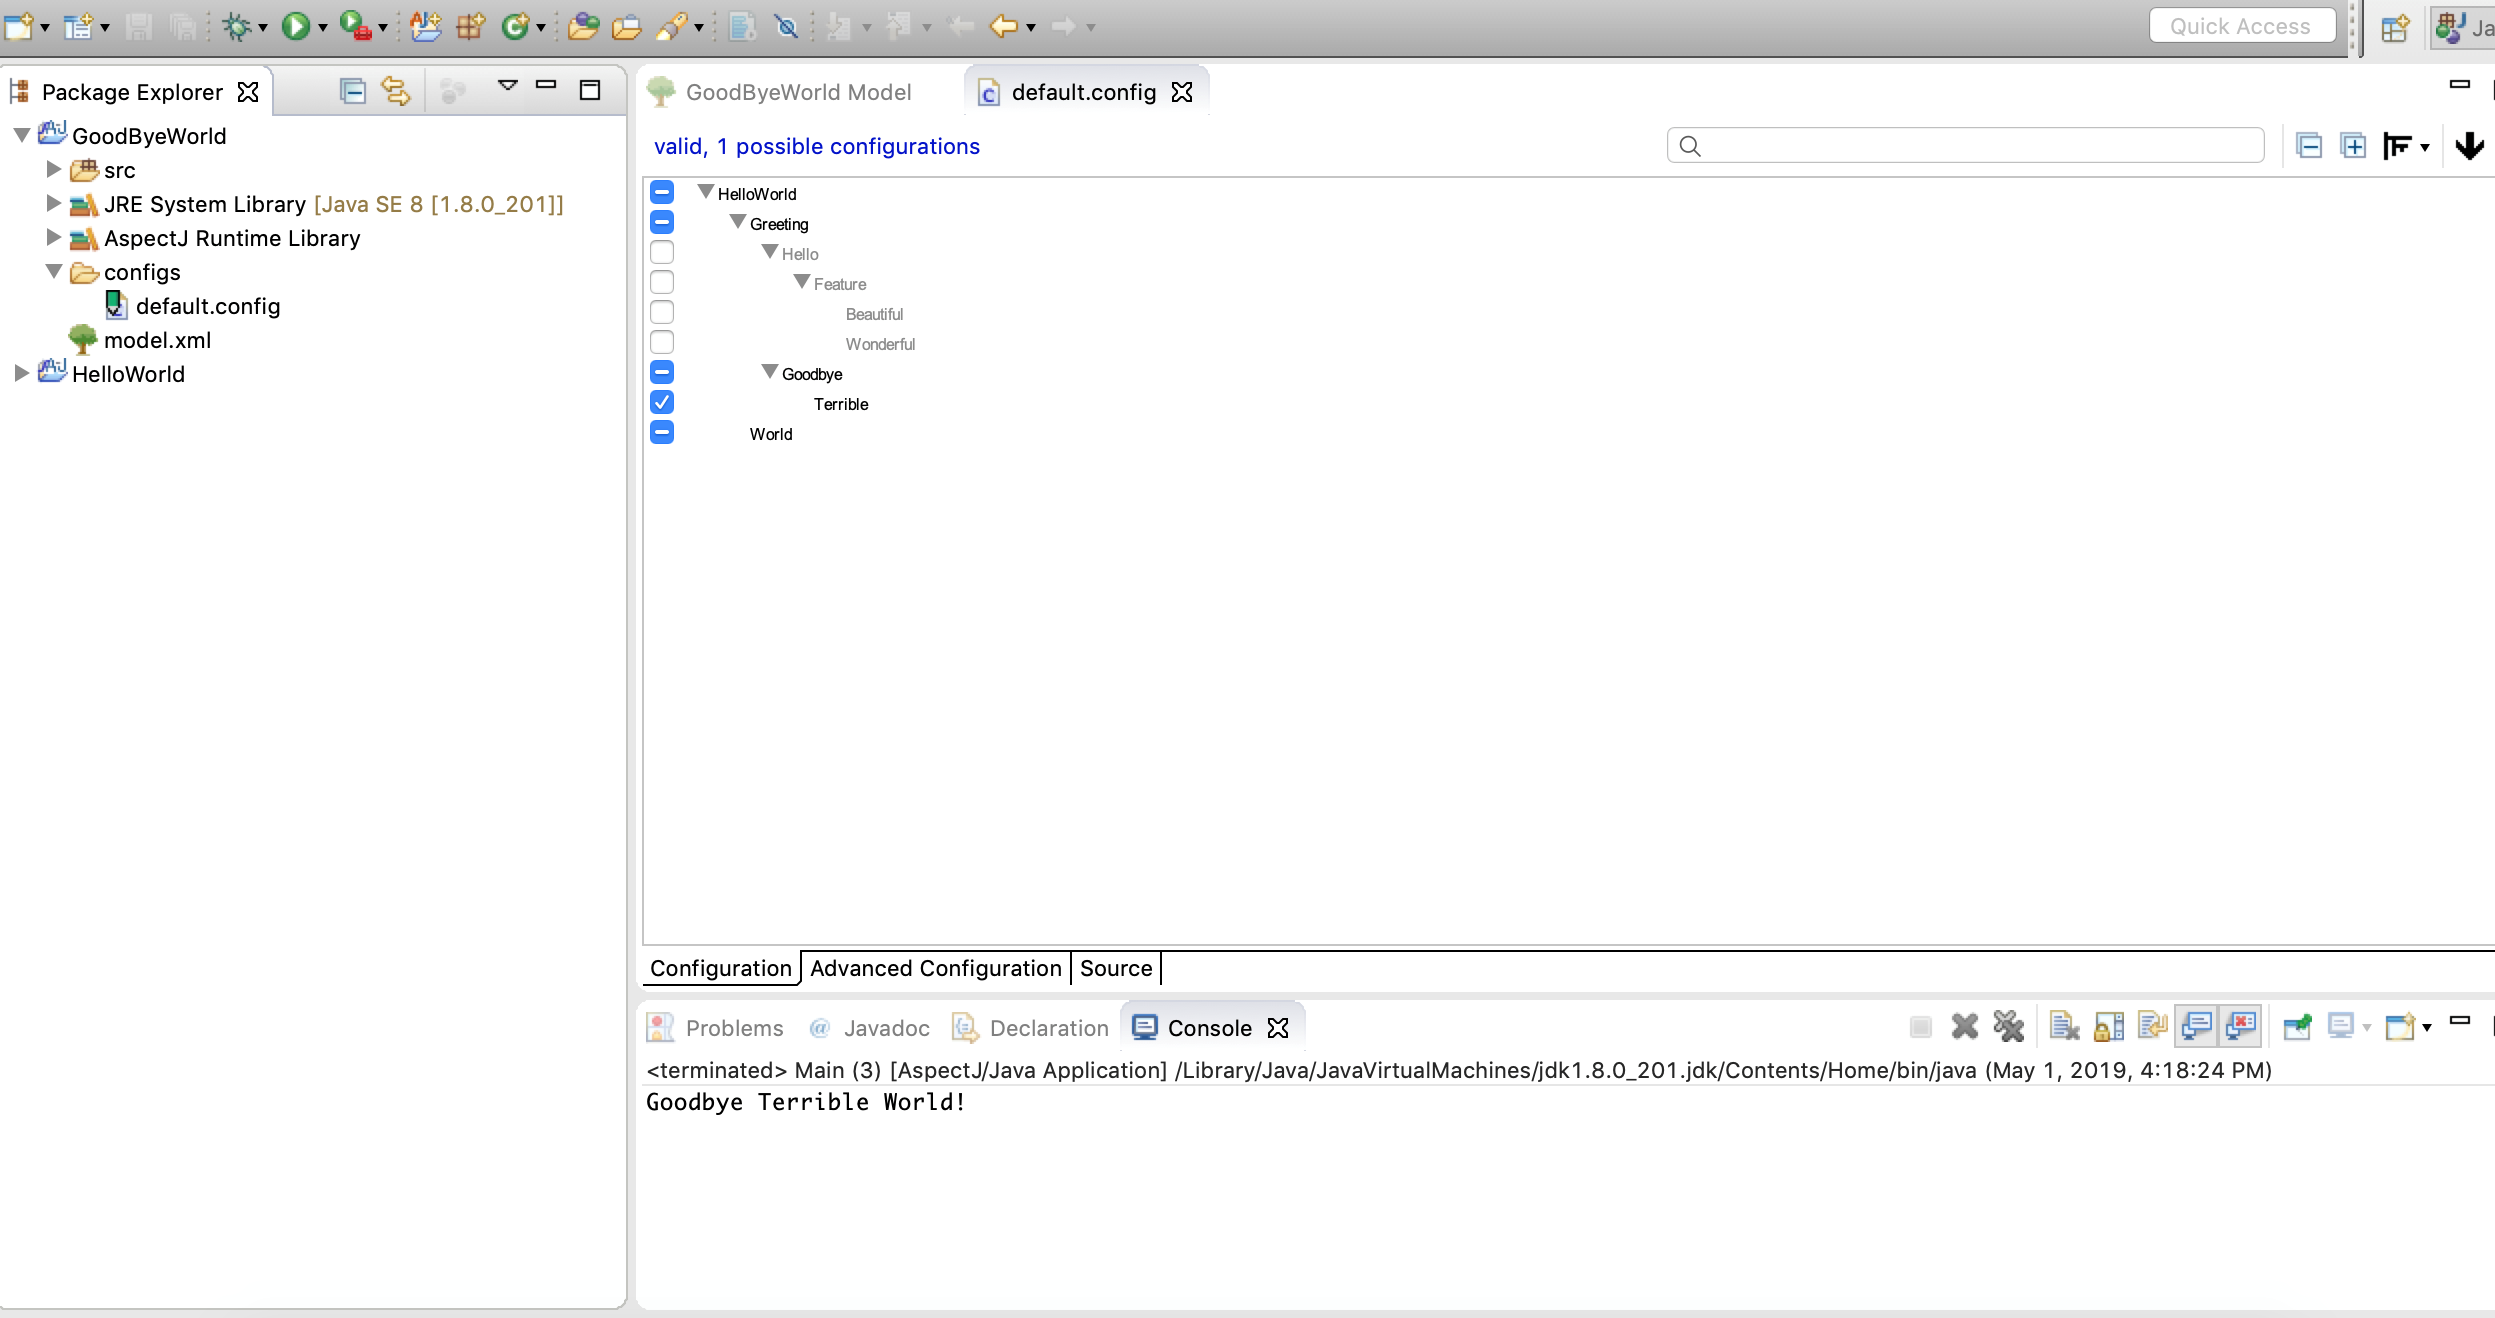 Quick Access
Ja
Package Explorer
GoodByeWorld
src
JRE System Library [Java SE 8 [1.8.0_201]]
AspectJ Runtime Library
configs
default.config
model.xml
HelloWorld
GoodByeWorld Model
default.config
valid, 1 possible configurations
HelloWorld
Greeting
Hello
Feature
Beautiful
Wonderful
Goodbye
Terrible
World
Configuration
Advanced Configuration
Source
Problems
@ Javadoc
Declaration
Console
<terminated> Main (3) [AspectJ/Java Application] /Library/Java/JavaVirtualMachines/jdk1.8.0_201.jdk/Contents/Home/bin/java (May 1, 2019, 4:18:24 PM)
Goodbye Terrible World!